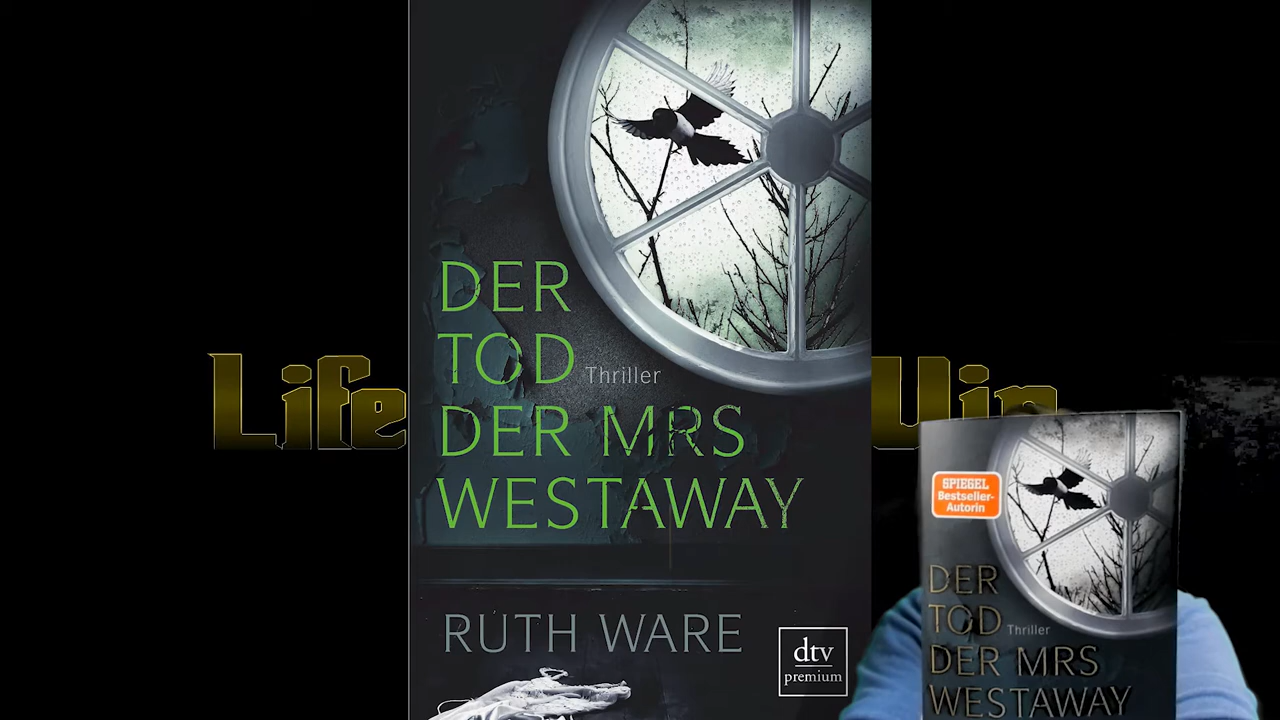 DER
TOD
Thriller
DER MRS
WESTAWAY
RUTH WARE
dtv
premium
Life
SPIEGEL
Bestseller-
Autorin
DER
TOD
Thriller
DER MRS
WESTAWAY